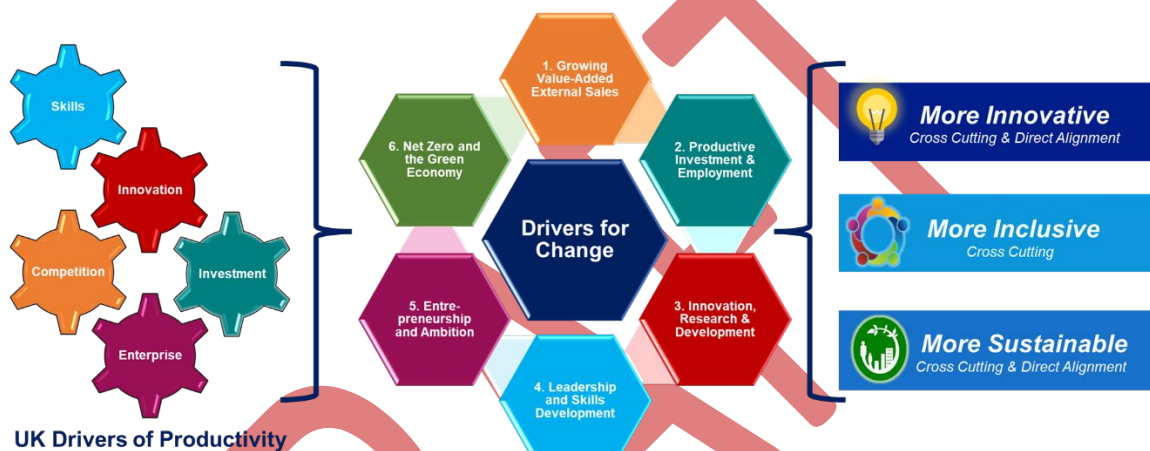 Skills
Innovation
Competition
Investment
Enterprise
UK Drivers of Productivity
1. Growing
Value-Added
External Sales
2. Productive
Investment &
Employment
3. Innovation,
Research &
Development
4. Leadership
and Skills
Development
5. Entre-
preneurship
and Ambition
6. Net Zero and
the Green
Economy
Drivers for
Change
More Innovative
Cross Cutting & Direct Alignment
More Inclusive
Cross Cutting
More Sustainable
Cross Cutting & Direct Alignment